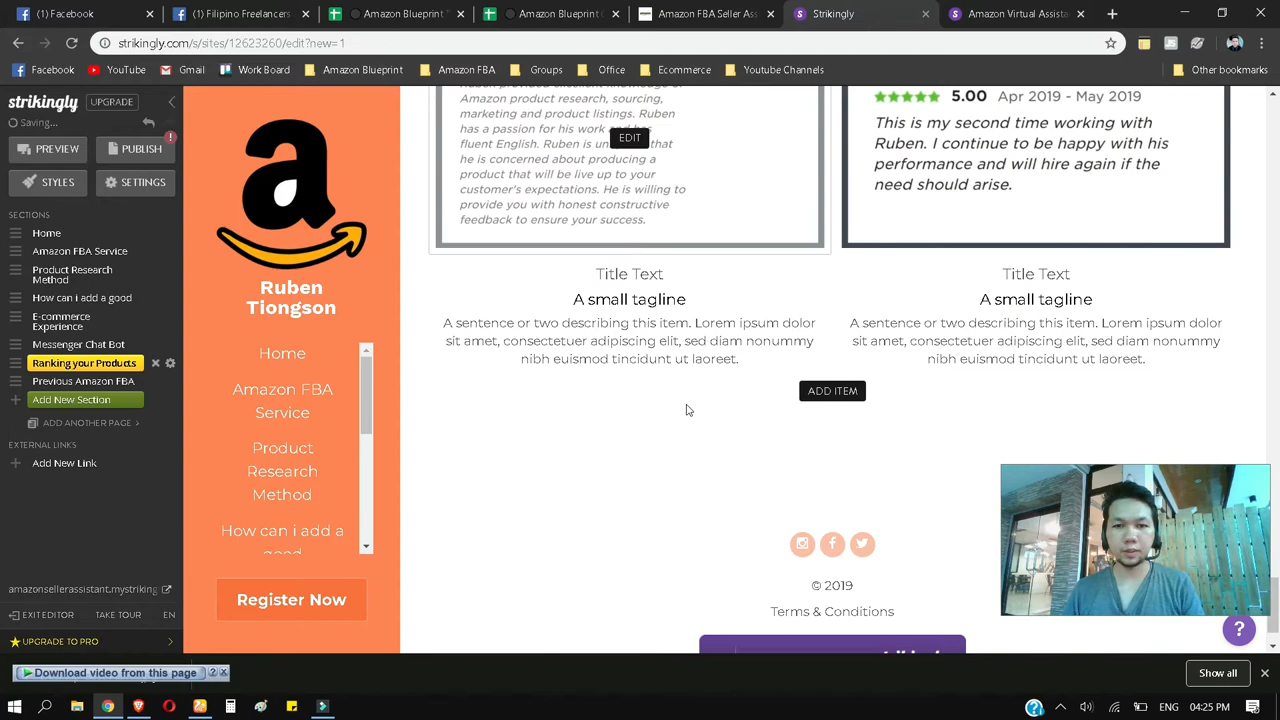 (1) Facebook
(1) Filipino Freelancers
Amazon Blueprint
Amazon Blueprint
Amazon FBA Seller Ass
Strikingly
Amazon Virtual Assista
strikingly.com/s/sites/12623260/edit?new=1
Facebook
YouTube
Gmail
Work Board
Amazon Blueprint
Amazon FBA
Groups
Office
Ecommerce
Youtube Channels
Other bookmarks
strikingly
UPGRADE
Saving...
PREVIEW
PUBLISH
!
STYLES
SETTINGS
SECTIONS
Home
Amazon FBA Service
Product Research
Method
How can i add a good
E-commerce
Experience
Messenger Chat Bot
Ranking your Products
Previous Amazon FBA
Add New Section
ADD ANOTHER PAGE >
EXTERNAL LINKS
Add New Link
amazonsellerassistant.mystriking
EXIT EDITOR
TAKE TOUR
EN
UPGRADE TO PRO
a
Ruben
Tiongson
Home
Amazon FBA
Service
Product
Research
Method
How can i add a
good
Register Now
Ruben provided excellent knowledge of
Amazon product research, sourcing,
marketing and product listings. Ruben
has a passion for his work and has
fluent English. Ruben is that
he is concerned about producing a
product that will be live up to your
customer's expectations. He is willing to
provide you with honest constructive
feedback to ensure your success.
EDIT
5.00 Apr 2019 - May 2019
This is my second time working with
Ruben. I continue to be happy with his
performance and will hire again if the
need should arise.
Title Text
A small tagline
A sentence or two describing this item. Lorem ipsum dolor
sit amet, consectetuer adipiscing elit, sed diam nonummy
nibh euismod tincidunt ut laoreet.
Title Text
A small tagline
A sentence or two describing this item. Lorem ipsum dolor
sit amet, consectetuer adipiscing elit, sed diam nonummy
nibh euismod tincidunt ut laoreet.
ADD ITEM
© 2019
Terms & Conditions
?
Download video from this page
Show all
ENG
04:25 PM